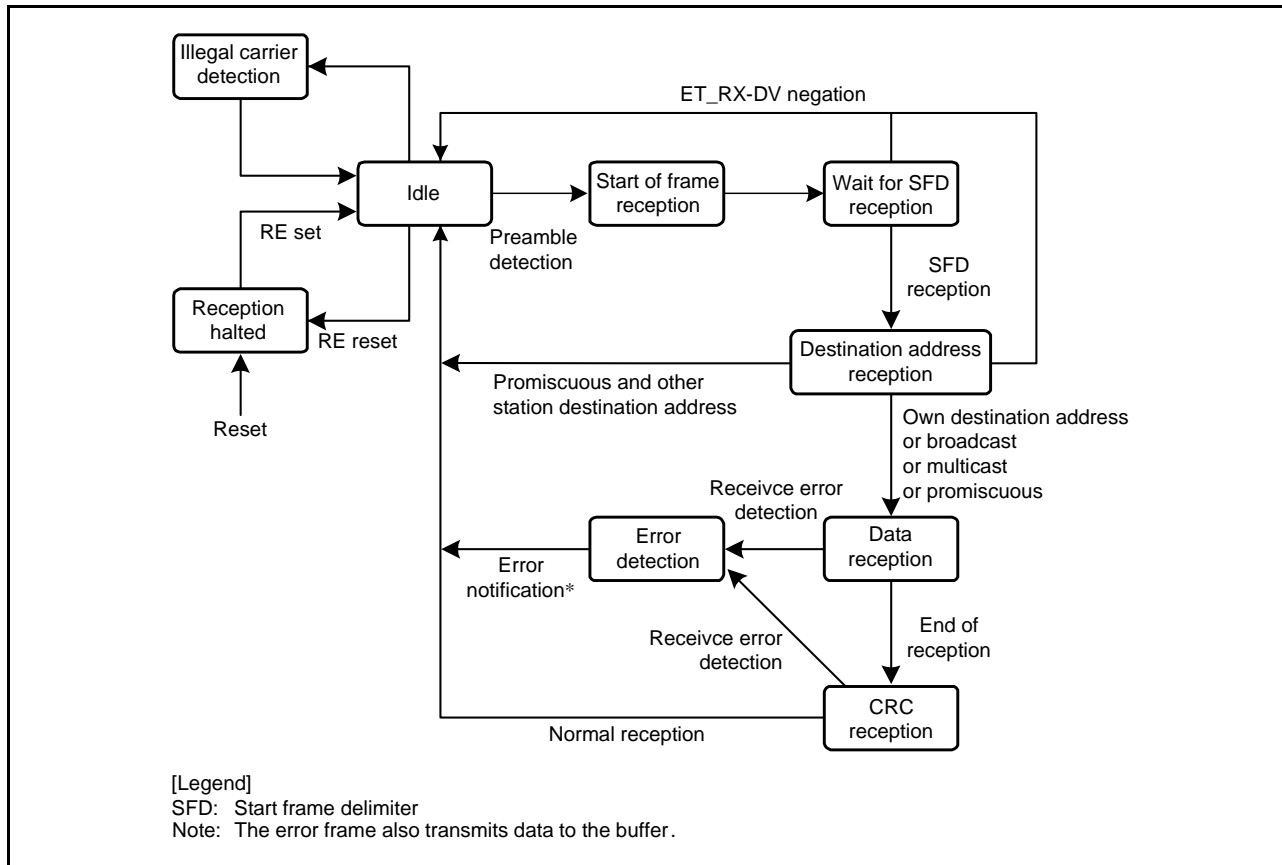 Illegal carrier
detection
ET_RX-DV negation
Idle
Start of frame
reception
Wait for SFD
reception
RE set
Preamble
detection
SFD
reception
Reception
halted
RE reset
Destination address
reception
Promiscuous and other
station destination address
Reset
Own destination address
or broadcast
or multicast
or promiscuous
Receivce error
detection
Error
detection
Data
reception
Error
notification*
Receivce error
detection
End of
reception
CRC
reception
Normal reception
[Legend]
SFD: Start frame delimiter
Note: The error frame also transmits data to the buffer.